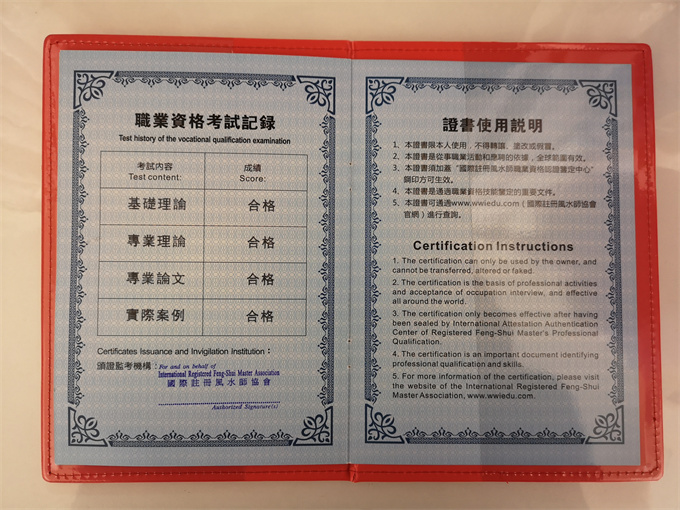 職業資格考試記録
Test history of the vocational qualification examination
考試内容 成績
Test content: Score:
基礎理論 合格
專業理論 合格
專業論文 合格
實際案例 合格
Certificates Issuance and Invigilation Institution：
頒證監考機構：
For and on behalf of
International Registered Feng-Shui Master Association
國際註冊風水師協會
Authorized Signature(s)
證書使用説明
1、本證書限本人使用，不得轉讓、塗改或假冒。
2、本證書是從事職業活動和應聘的依據，全球範圍有效。
3、本證書須加蓋“國際註冊風水師職業資格認證鑒定中心”
鋼印方可生效。
4、本證書是通過職業資格技能鑒定的重要文件。
5、本證書可通過www.wwiedu.com（國際註冊風水師協會
官網）進行查詢。
Certification Instructions
1. The certification can only be used by the owner, and
cannot be transferred, altered or faked.
2. The certification is the basis of professional activities
and acceptance of occupation interview, and effective
all around the world.
3. The certification only becomes effective after having
been sealed by International Attestation Authentication
Center of Registered Feng-Shui Master's Professional
Qualification.
4. The certification is an important document identifying
professional qualification and skills.
5. For more information of the certification, please visit
the website of the International Registered Feng-Shui
Master Association, www.wwiedu.com.